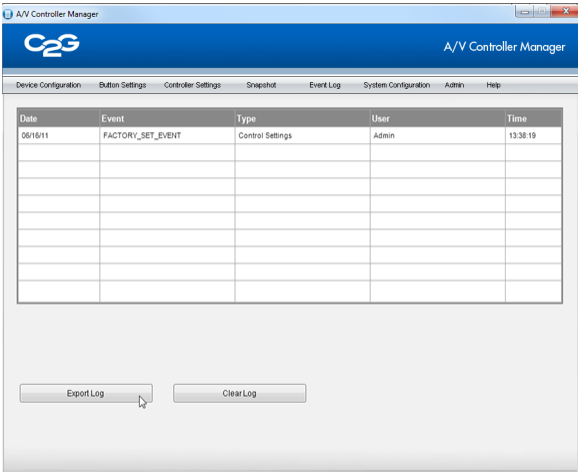 A/V Controller Manager
C2G
A/V Controller Manager
Device Configuration Button Settings Controller Settings Snapshot Event Log System Configuration Admin Help
Date Event Type User Time
06/16/11 FACTORY_SET_EVENT Control Settings Admin 13:38:19
Export Log Clear Log